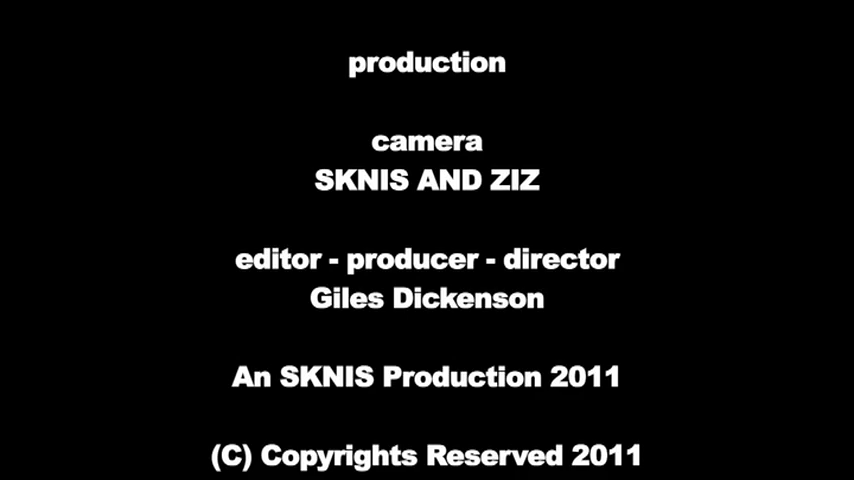 production
camera
SKNIS AND ZIZ
editor - producer - director
Giles Dickenson
An SKNIS Production 2011
(C) Copyrights Reserved 2011